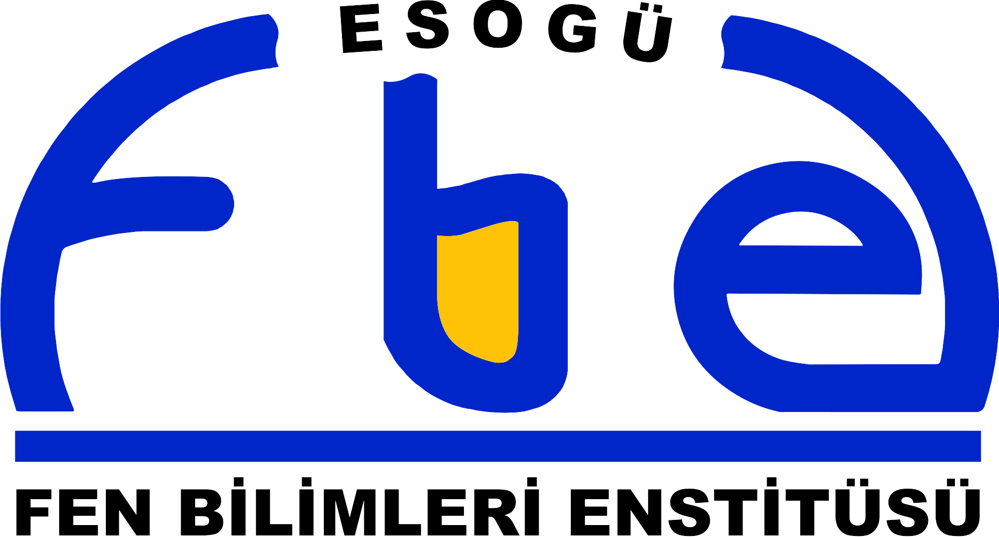 ESOGÜ
fbe
FEN BİLİMLERİ ENSTİTÜSÜ